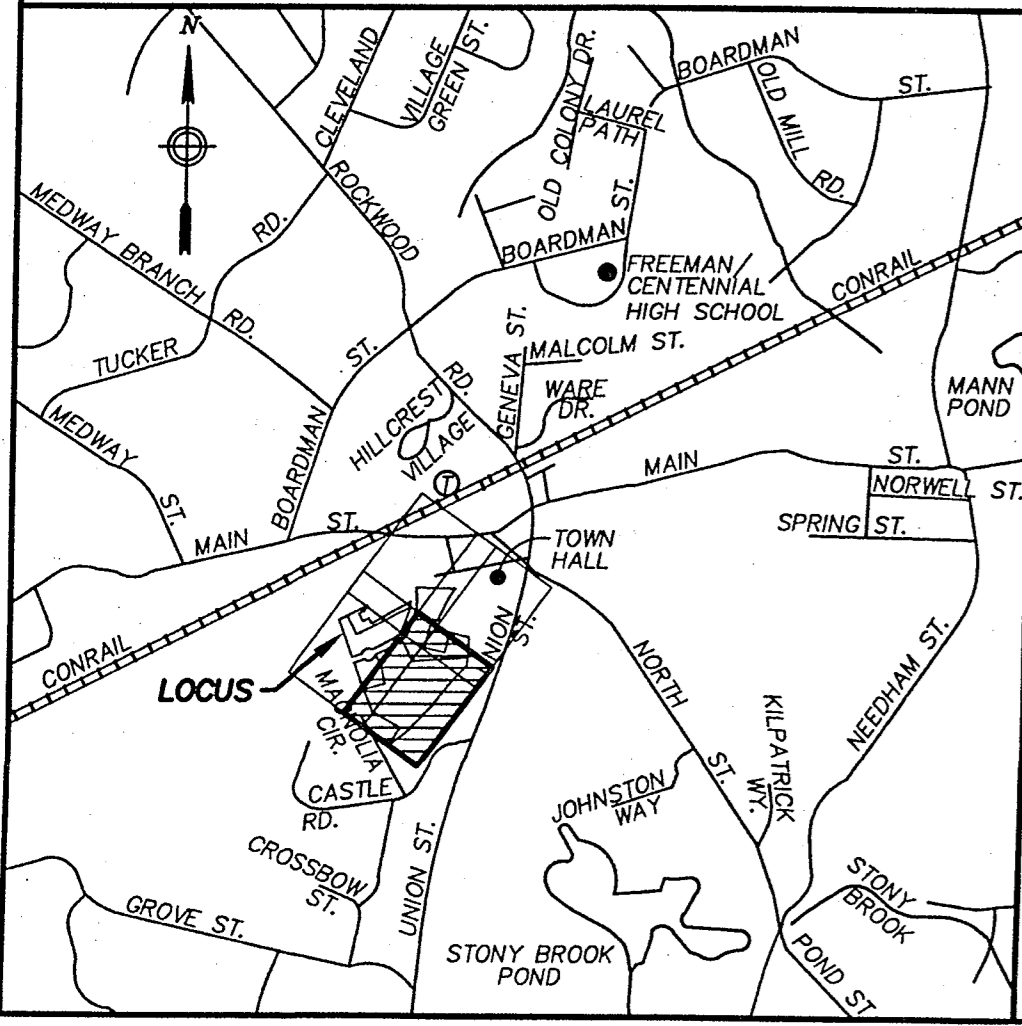 N
CLEVELAND
RD.
VILLAGE
GREEN ST.
OLD COLONY DR.
LAUREL
PATH
BOARDMAN
ST.
OLD MILL
RD.
ROCKWOOD
RD.
MEDWAY BRANCH
RD.
BOARDMAN
ST.
FREEMAN/
CENTENNIAL
HIGH SCHOOL
CONRAIL
TUCKER
BOARDMAN
ST.
GENEVA ST.
MALCOLM ST.
WARE
DR.
MANN
POND
MEDWAY
ST.
HILLCREST
VILLAGE
T
MAIN
ST.
NORWELL ST.
SPRING ST.
MAIN
ST.
TOWN
HALL
CONRAIL
LOCUS
MAGNOLIA
CIR.
NION
ST.
NORTH
ST.
NEEDHAM ST.
KILPATRICK
WY.
CASTLE
RD.
JOHNSTON
WAY
CROSSBOW
ST.
UNION ST.
GROVE ST.
STONY BROOK
POND
STONY
BROOK
POND ST